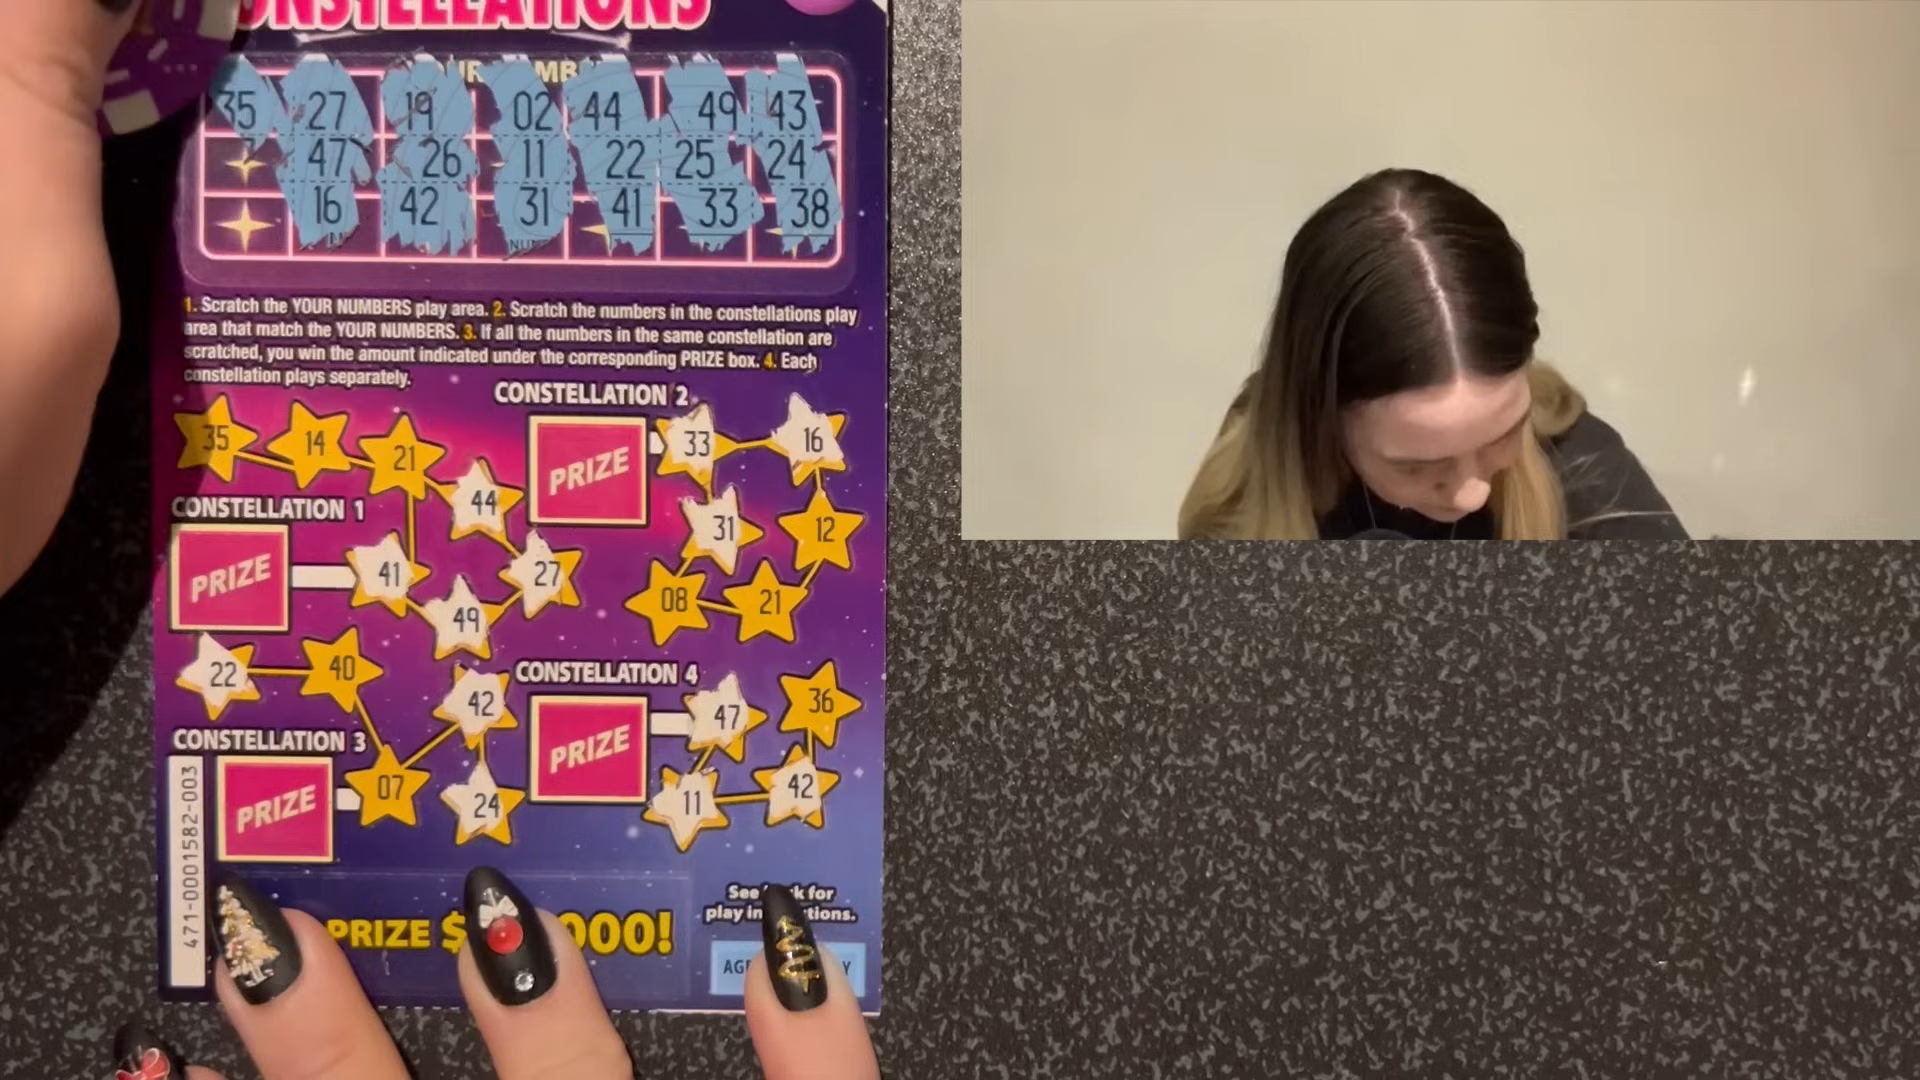 CONSTELLATIONS
35 27 19 02 44 49 43
47 26 11 22 25 24
16 42 31 41 33 38
1. Scratch the YOUR NUMBERS play area. 2. Scratch the numbers in the constellations play
area that match the YOUR NUMBERS. 3. If all the numbers in the same constellation are
scratched, you win the amount indicated under the corresponding PRIZE box. 4. Each
constellation plays separately.
CONSTELLATION 2
35 14 21
44
PRIZE
33 16
CONSTELLATION 1
31 12
PRIZE
41 27
49
08 21
22 40
CONSTELLATION 4
42
PRIZE
47 36
CONSTELLATION 3
PRIZE
07 24
11 42
471-0001582-003
See for
play
PRIZE $ 000!